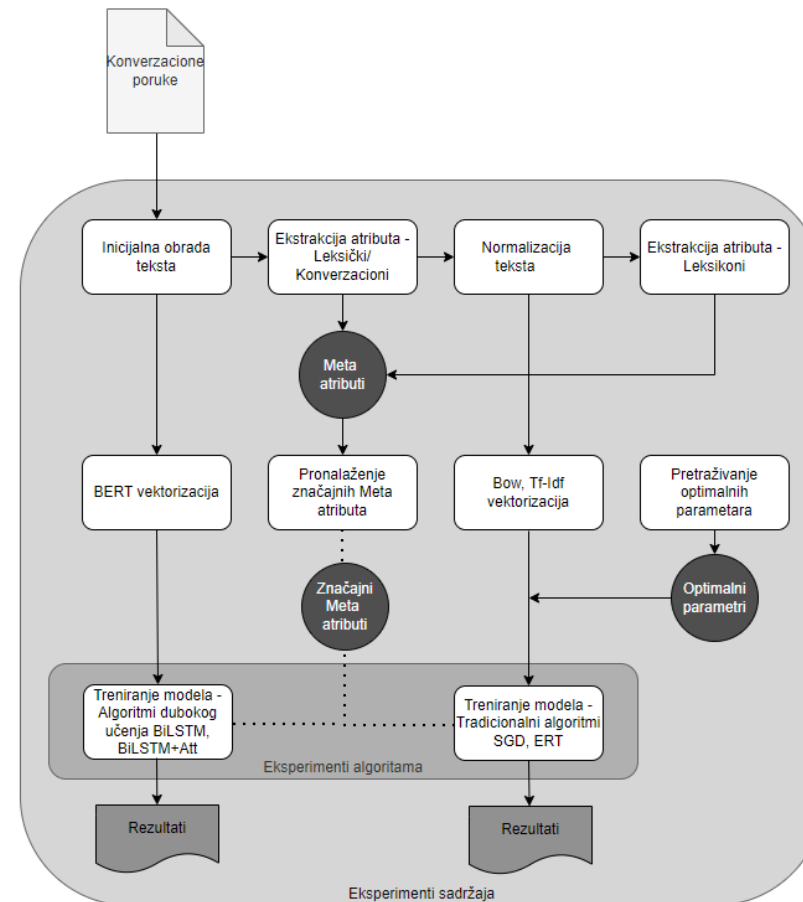 Konverzacione
poruke
Inicijalna obrada
teksta
Ekstrakcija atributa -
Leksički/
Konverzacioni
Normalizacija
teksta
Ekstrakcija atributa -
Leksikoni
Meta
atributi
BERT vektorizacija
Pronalaženje
značajnih Meta
atributa
Bow, Tf-Idf
vektorizacija
Pretraživanje
optimalnih
parametara
Značajni
Meta
atributi
Optimalni
parametri
Treniranje modela -
Algoritmi dubokog
učenja BiLSTM,
BiLSTM+Att
Treniranje modela -
Tradicionalni algoritmi
SGD, ERT
Eksperimenti algoritama
Rezultati
Rezultati
Eksperimenti sadržaja